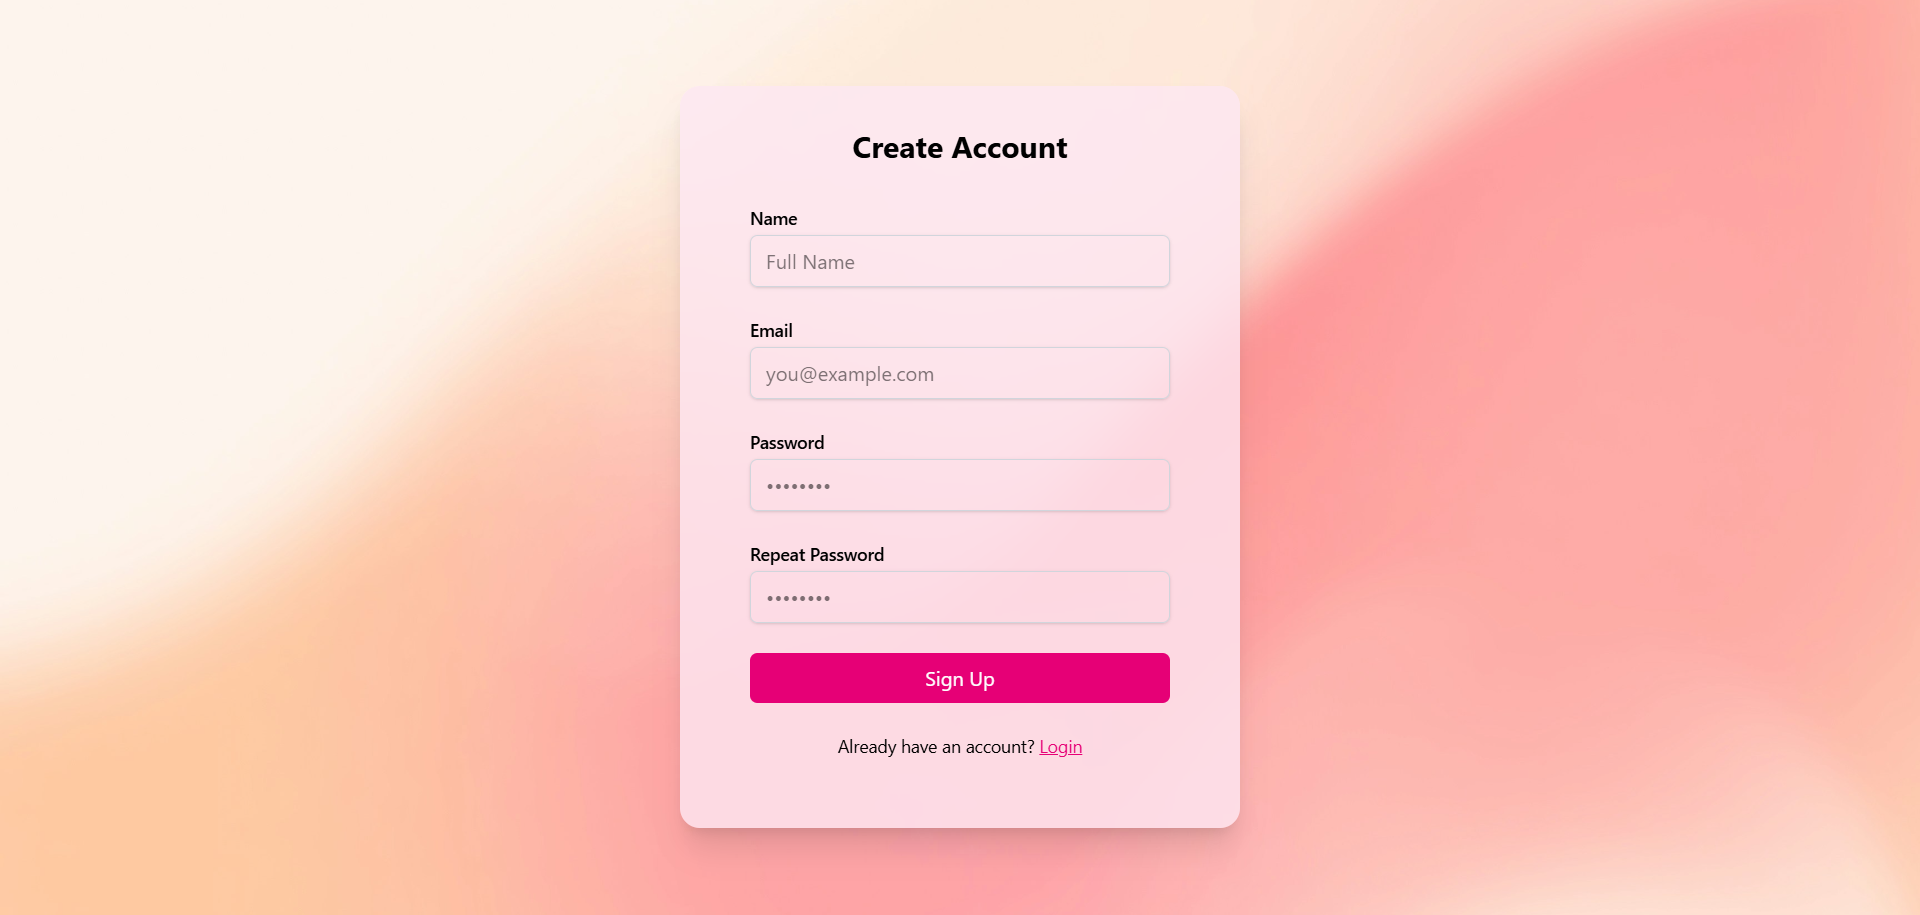 Create Account
Name
Full Name
Email
you@example.com
Password
••••••••
Repeat Password
••••••••
Sign Up
Already have an account? Login